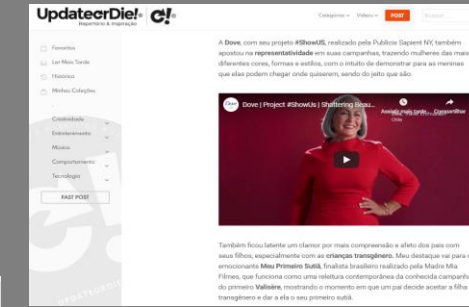 UpdateorDie! C!
Repertório & Inspiração
Categorias Vídeos POST Buscar...
Favoritos
Ler Mais Tarde
Histórico
Minhas Coleções
Criatividade
Entretenimento
Música
Comportamento
Tecnologia
FAST POST
A Dove, com seu projeto #ShowUS, realizado pela Publicis Sapient NY, também
apostou na representatividade em suas campanhas, trazendo mulheres das mais
diferentes cores, formas e estilos, com o intuito de demonstrar para as meninas
que elas podem chegar onde quiserem, sendo do jeito que são.
Dove | Project #ShowUs | Shattering Beau...
Assistir mais tarde Compartilhar
Também ficou latente um clamor por mais compreensão e afeto dos pais com
seus filhos, especialmente com as crianças transgênero. Meu destaque vai para o
emocionante Meu Primeiro Sutiã, finalista brasileiro realizado pela Madre Mia
Filmes, que funciona como uma releitura contemporânea da conhecida campanha
do primeiro Valisère, mostrando o momento em que um pai decide aceitar a filha
transgênero e dar a ela o seu primeiro sutiã.